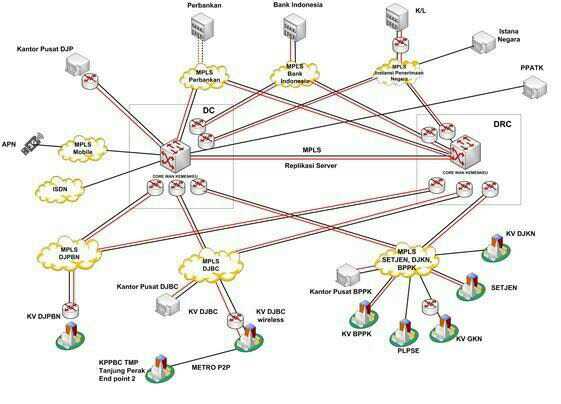 Perbankan
Bank Indonesia
K/L
Istana
Negara
Kantor Pusat DJP
PPATK
MPLS
Perbankan
MPLS
Bank
Indonesia
MPLS
Instansi Penerimaan
Negara
DC
DRC
APN
MPLS
Mobile
MPLS
Replikasi Server
CORE WAN KEMENKEU
CORE WAN KEMENKEU
ISDN
MPLS
DJPBN
MPLS
DJBC
MPLS
SETJEN, DJKN,
BPPK
KV DJKN
Kantor Pusat DJBC
Kantor Pusat BPPK
SETJEN
KV DJPBN
KV DJBC
KV DJBC
wireless
KV BPPK
PLPSE
KV GKN
KPPBC TMP
Tanjung Perak
End point 2
METRO P2P